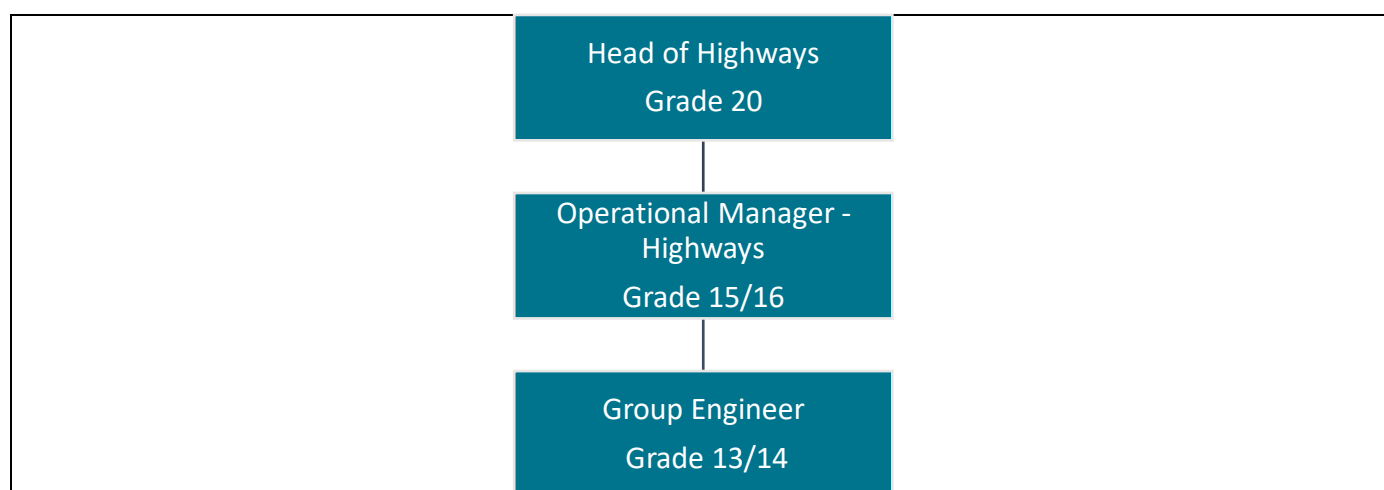 Head of Highways
Grade 20
Operational Manager -
Highways
Grade 15/16
Group Engineer
Grade 13/14